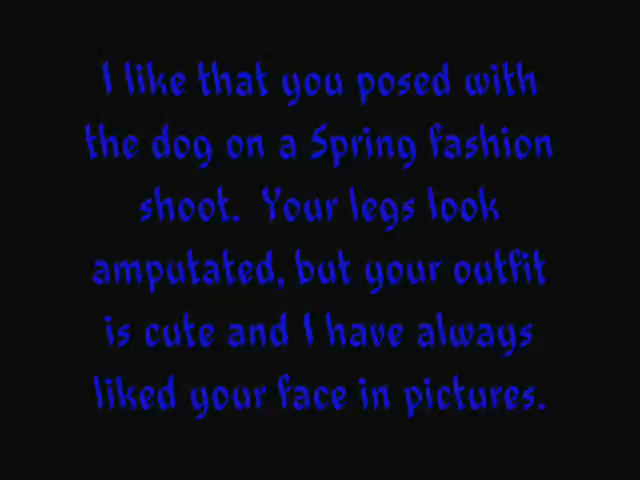 I like that you posed with
the dog on a Spring fashion
shoot. Your legs look
amputated, but your outfit
is cute and I have always
liked your face in pictures.